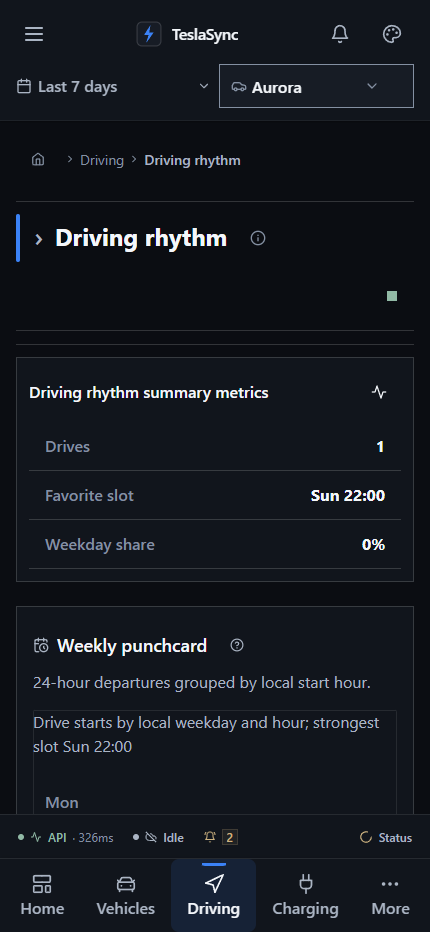 TeslaSync
Last 7 days
Aurora
Driving
Driving rhythm
Driving rhythm
Driving rhythm summary metrics
Drives 1
Favorite slot Sun 22:00
Weekday share 0%
Weekly punchcard
24-hour departures grouped by local start hour.
Drive starts by local weekday and hour; strongest
slot Sun 22:00
Mon
API · 326ms Idle 2 Status
Home Vehicles Driving Charging More